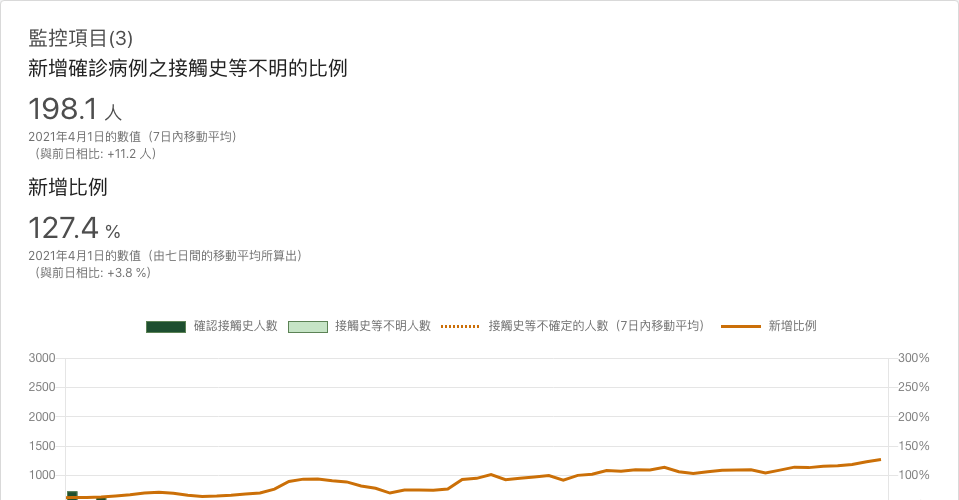 監控項目(3)
新增確診病例之接觸史等不明的比例
198.1 人
2021年4月1日的數值（7日內移動平均）
（與前日相比: +11.2 人）
新增比例
127.4 %
2021年4月1日的數值（由七日間的移動平均所算出）
（與前日相比: +3.8 %）
確認接觸史人數 接觸史等不明人數 接觸史等不確定的人數（7日內移動平均） 新增比例
3000 300%
2500 250%
2000 200%
1500 150%
1000 100%